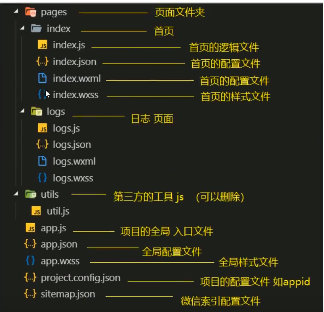 pages 页面文件夹
index 首页
index.js 首页的逻辑文件
index.json 首页的配置文件
index.wxml 首页的配置文件
index.wxss 首页的样式文件
logs 日志 页面
logs.js
logs.json
logs.wxml
logs.wxss
utils 第三方的工具 js （可以删除）
util.js
app.js 项目的全局 入口文件
app.json 全局配置文件
app.wxss 全局样式文件
project.config.json 项目的配置文件 如appid
sitemap.json 微信索引配置文件